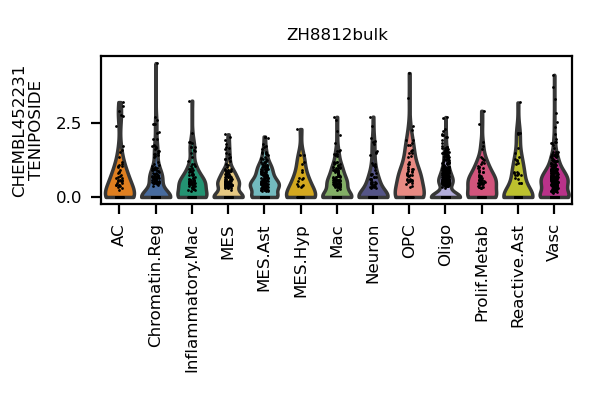 ZH8812bulk
CHEMBL452231
TENIPOSIDE
2.5
0.0
AC
Chromatin.Reg
Inflammatory.Mac
MES
MES.Ast
MES.Hyp
Mac
Neuron
OPC
Oligo
Prolif.Metab
Reactive.Ast
Vasc